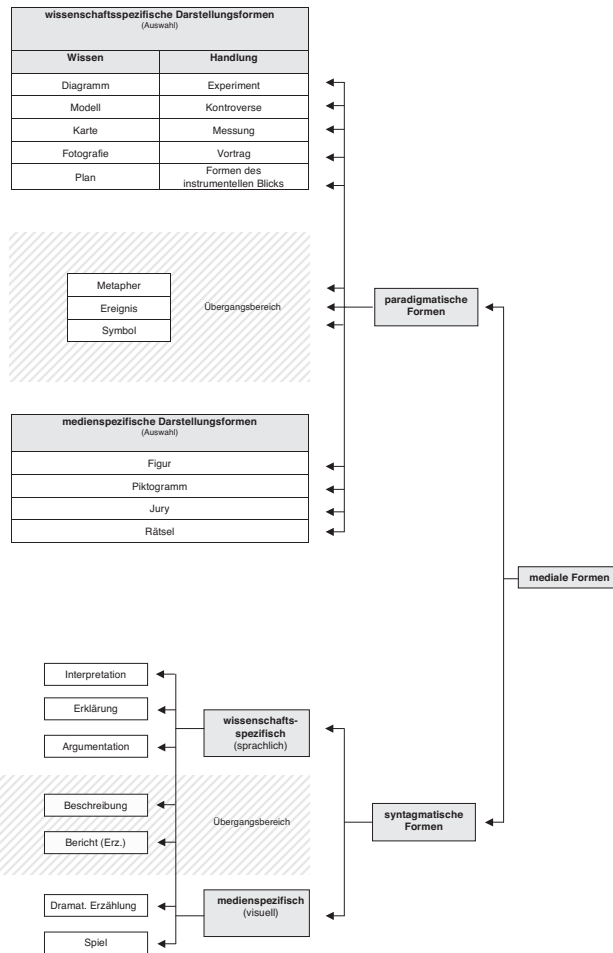 wissenschaftsspezifische Darstellungsformen
(Auswahl)
Wissen Handlung
Diagramm Experiment
Modell Kontroverse
Karte Messung
Fotografie Vortrag
Plan Formen des
instrumentellen Blicks
Metapher
Ereignis
Symbol
Übergangsbereich
paradigmatische
Formen
medienspezifische Darstellungsformen
(Auswahl)
Figur
Piktogramm
Jury
Rätsel
mediale Formen
Interpretation
Erklärung
Argumentation
wissenschafts-
spezifisch
(sprachlich)
Beschreibung
Bericht (Erz.)
Übergangsbereich
syntagmatische
Formen
Dramat. Erzählung
Spiel
medienspezifisch
(visuell)